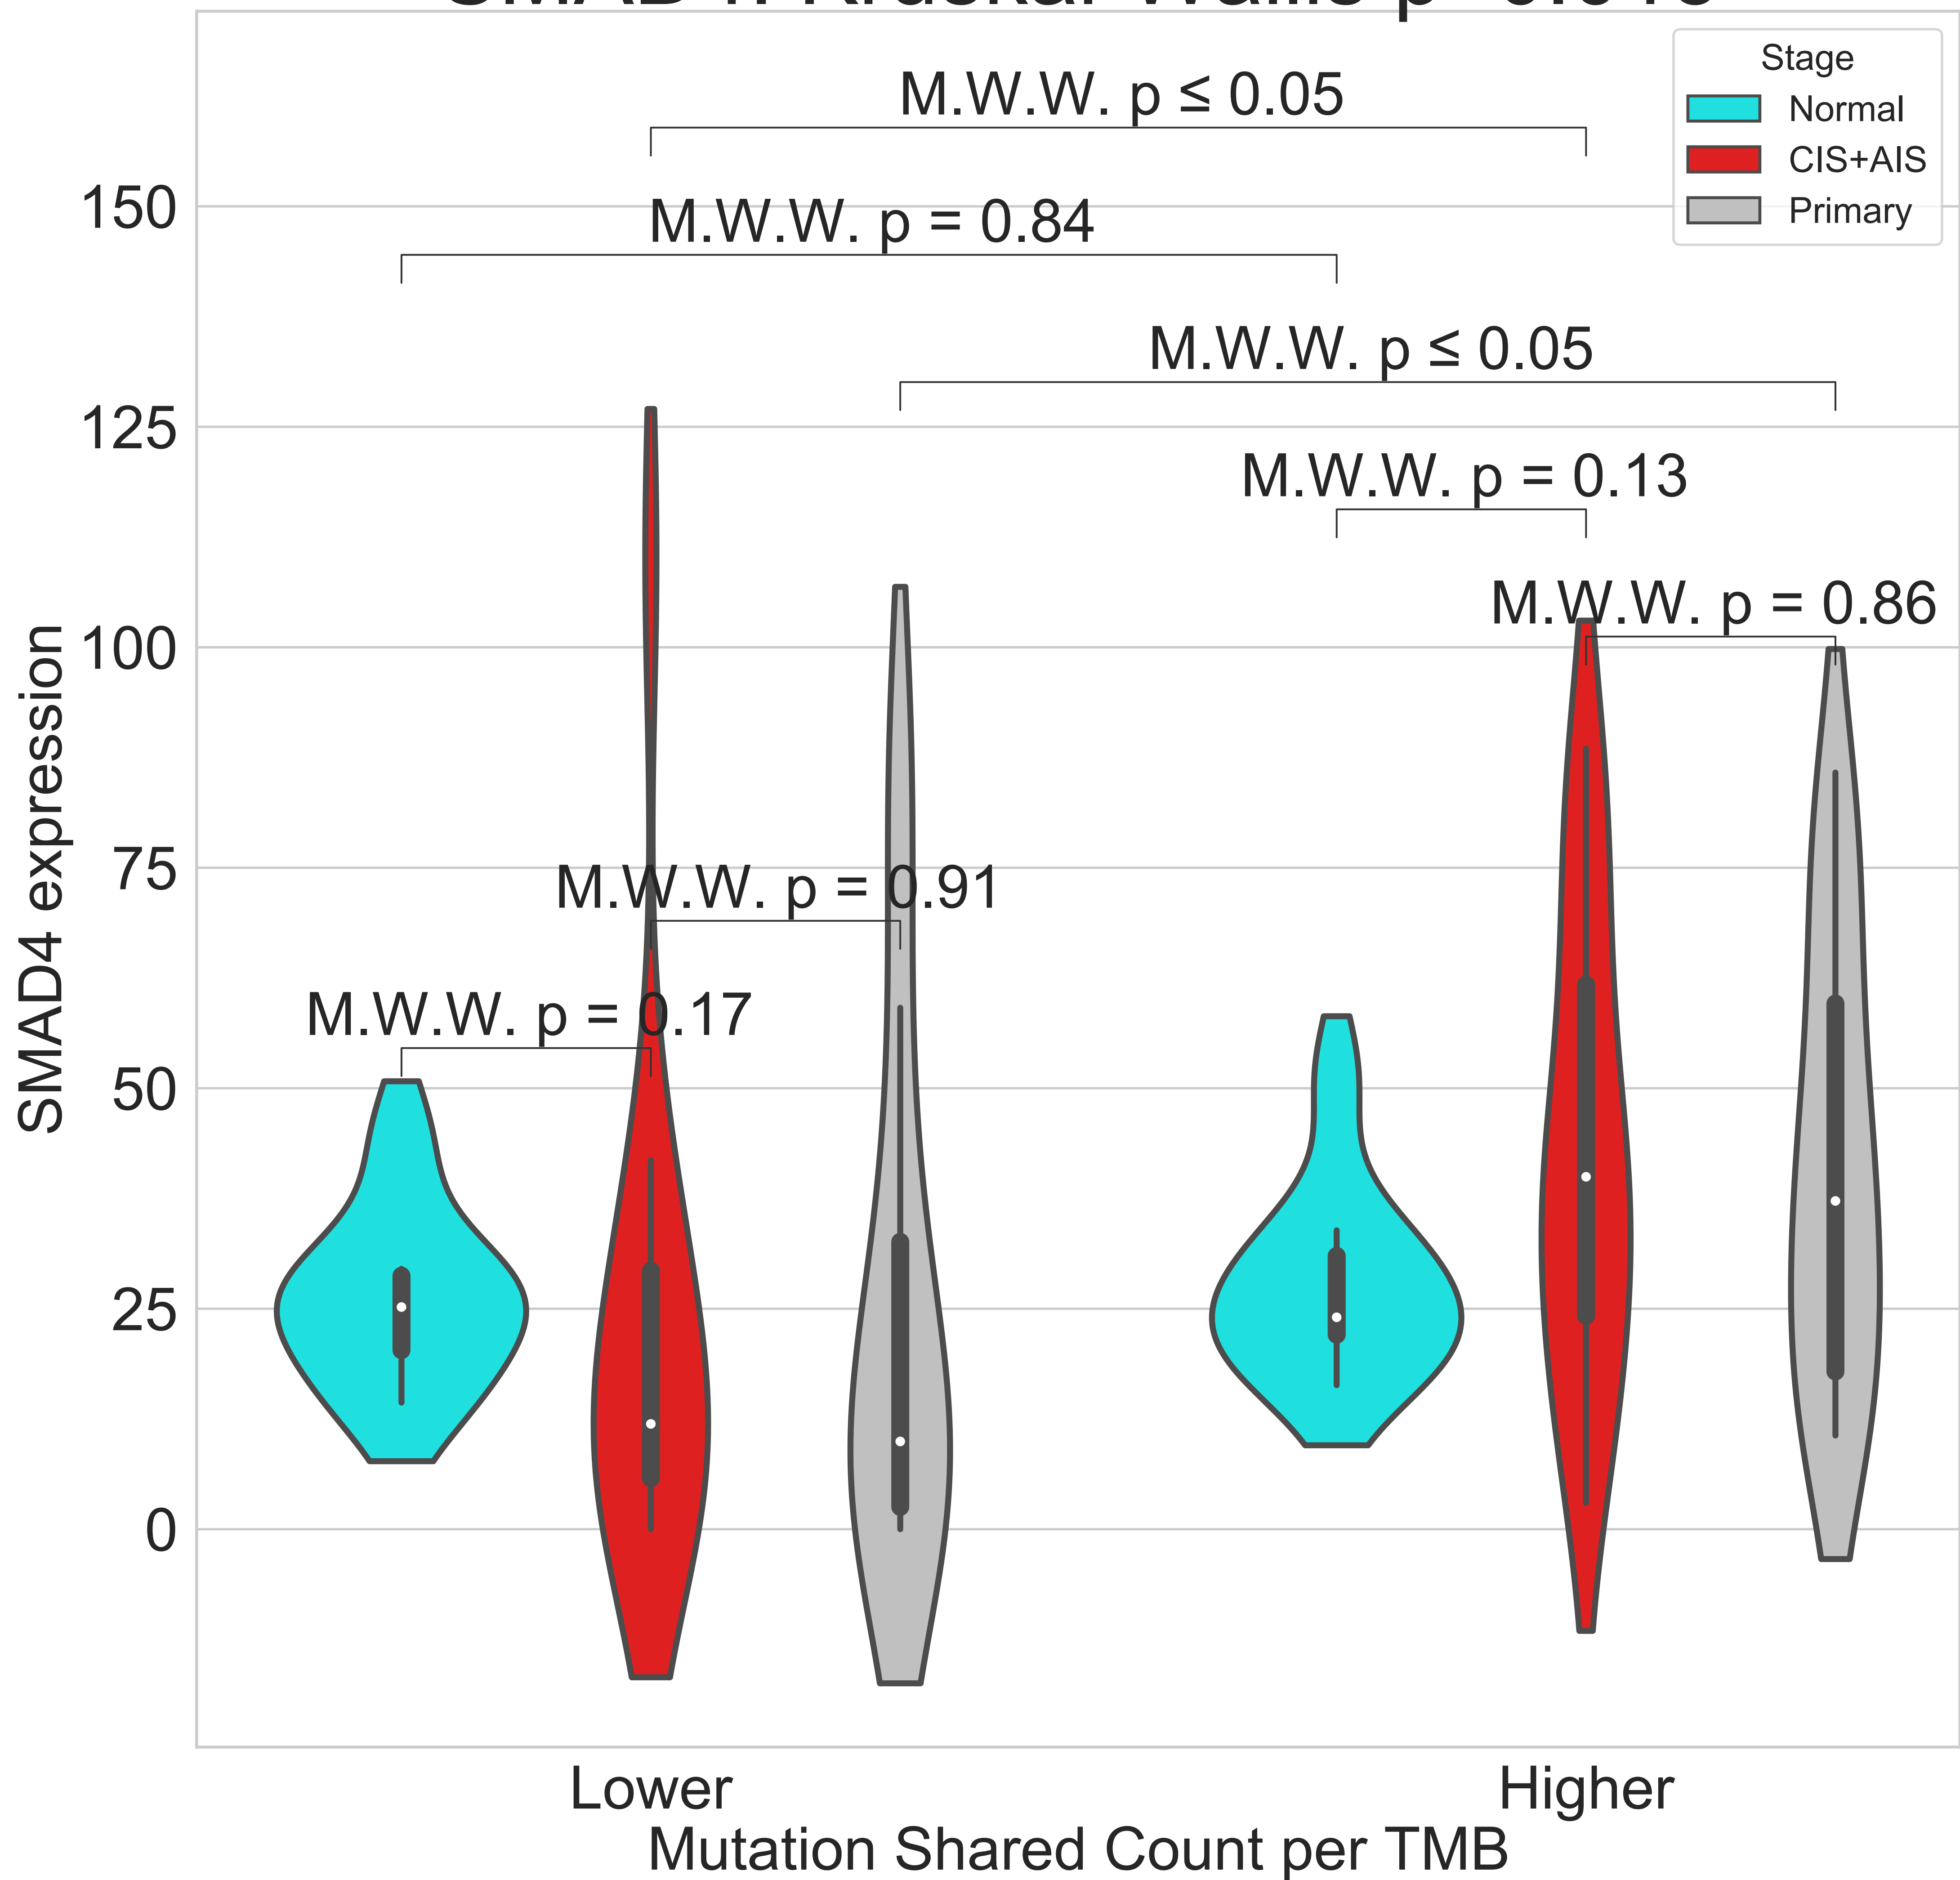 Stage
Normal
CIS+AIS
Primary
M.W.W. p ≤ 0.05
M.W.W. p = 0.84
M.W.W. p ≤ 0.05
M.W.W. p = 0.13
M.W.W. p = 0.86
M.W.W. p = 0.91
M.W.W. p = 0.17
150
125
100
75
50
25
0
SMAD4 expression
Lower
Higher
Mutation Shared Count per TMB